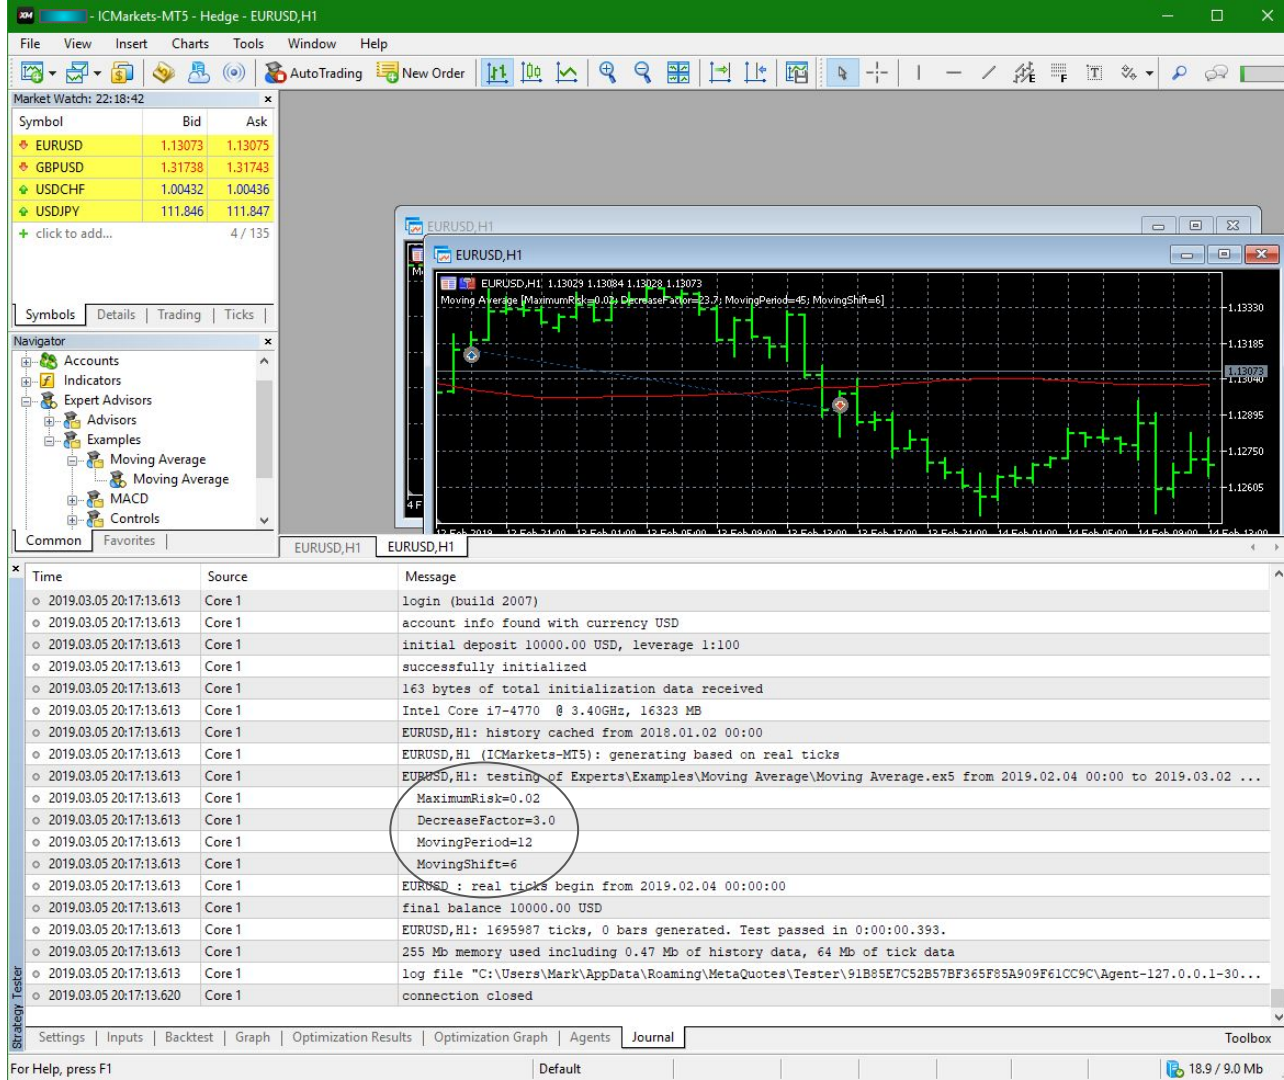 XM - ICMarkets-MT5 - Hedge - EURUSD,H1
File View Insert Charts Tools Window Help
AutoTrading New Order E F T
Market Watch: 22:18:42
Symbol Bid Ask
EURUSD 1.13073 1.13075
GBPUSD 1.31738 1.31743
USDCHF 1.00432 1.00436
USDJPY 111.846 111.847
click to add... 4 / 135
Symbols Details Trading Ticks
Navigator
Accounts
Indicators
Expert Advisors
Advisors
Examples
Moving Average
Moving Average
MACD
Controls
Common Favorites
EURUSD,H1
EURUSD,H1
EURUSD,H1 1.13029 1.13084 1.13028 1.13073
Moving Average [MaximumRisk=0.02; DecreaseFactor=23.7; MovingPeriod=45; MovingShift=6]
1.13330
1.13185
1.13073
1.13040
1.12895
1.12750
1.12605
4 F
EURUSD,H1 EURUSD,H1
Time Source Message
2019.03.05 20:17:13.613 Core 1 login (build 2007)
2019.03.05 20:17:13.613 Core 1 account info found with currency USD
2019.03.05 20:17:13.613 Core 1 initial deposit 10000.00 USD, leverage 1:100
2019.03.05 20:17:13.613 Core 1 successfully initialized
2019.03.05 20:17:13.613 Core 1 163 bytes of total initialization data received
2019.03.05 20:17:13.613 Core 1 Intel Core i7-4770 @ 3.40GHz, 16323 MB
2019.03.05 20:17:13.613 Core 1 EURUSD,H1: history cached from 2018.01.02 00:00
2019.03.05 20:17:13.613 Core 1 EURUSD,H1 (ICMarkets-MT5): generating based on real ticks
2019.03.05 20:17:13.613 Core 1 EURUSD,H1: testing of Experts\Examples\Moving Average\Moving Average.ex5 from 2019.02.04 00:00 to 2019.03.02 ...
2019.03.05 20:17:13.613 Core 1 MaximumRisk=0.02
2019.03.05 20:17:13.613 Core 1 DecreaseFactor=3.0
2019.03.05 20:17:13.613 Core 1 MovingPeriod=12
2019.03.05 20:17:13.613 Core 1 MovingShift=6
2019.03.05 20:17:13.613 Core 1 EURUSD : real ticks begin from 2019.02.04 00:00:00
2019.03.05 20:17:13.613 Core 1 final balance 10000.00 USD
2019.03.05 20:17:13.613 Core 1 EURUSD,H1: 1695987 ticks, 0 bars generated. Test passed in 0:00:00.393.
2019.03.05 20:17:13.613 Core 1 255 Mb memory used including 0.47 Mb of history data, 64 Mb of tick data
2019.03.05 20:17:13.613 Core 1 log file "C:\Users\Mark\AppData\Roaming\MetaQuotes\Tester\91B85E7C52B57BF365F85A909F61CC9C\Agent-127.0.0.1-30...
2019.03.05 20:17:13.620 Core 1 connection closed
Strategy Tester
Settings Inputs Backtest Graph Optimization Results Optimization Graph Agents Journal Toolbox
For Help, press F1 Default 18.9 / 9.0 Mb